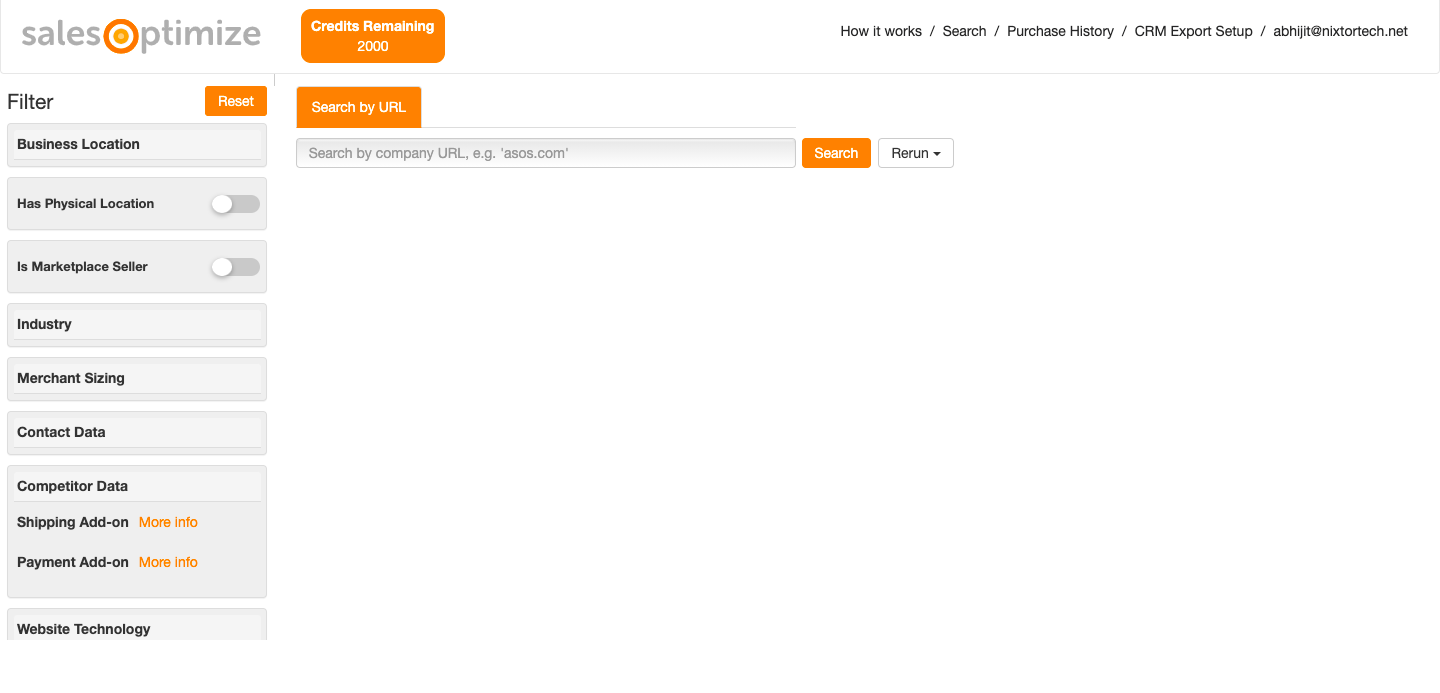 salesoptimize
Credits Remaining
2000
How it works / Search / Purchase History / CRM Export Setup / abhijit@nixtortech.net
Filter
Reset
Business Location
Has Physical Location
Is Marketplace Seller
Industry
Merchant Sizing
Contact Data
Competitor Data
Shipping Add-on More info
Payment Add-on More info
Website Technology
Search by URL
Search by company URL, e.g. 'asos.com'
Search
Rerun